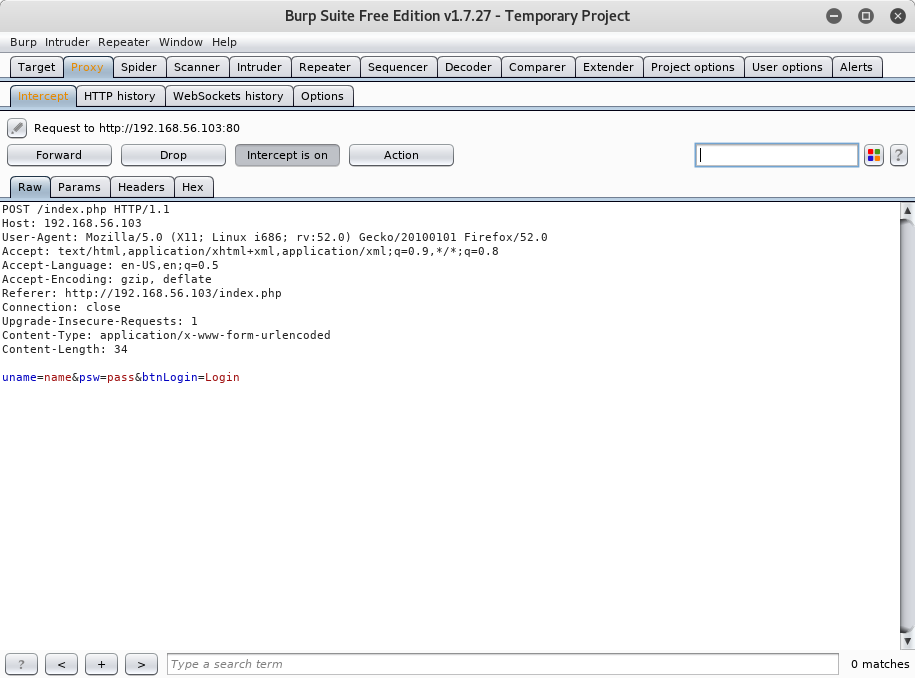 Burp Suite Free Edition v1.7.27 - Temporary Project
Burp Intruder Repeater Window Help
Target Proxy Spider Scanner Intruder Repeater Sequencer Decoder Comparer Extender Project options User options Alerts
Intercept HTTP history WebSockets history Options
Request to http://192.168.56.103:80
Forward Drop Intercept is on Action ?
Raw Params Headers Hex
POST /index.php HTTP/1.1
Host: 192.168.56.103
User-Agent: Mozilla/5.0 (X11; Linux i686; rv:52.0) Gecko/20100101 Firefox/52.0
Accept: text/html,application/xhtml+xml,application/xml;q=0.9,*/*;q=0.8
Accept-Language: en-US,en;q=0.5
Accept-Encoding: gzip, deflate
Referer: http://192.168.56.103/index.php
Connection: close
Upgrade-Insecure-Requests: 1
Content-Type: application/x-www-form-urlencoded
Content-Length: 34
uname=name&psw=pass&btnLogin=Login
? < + > Type a search term 0 matches